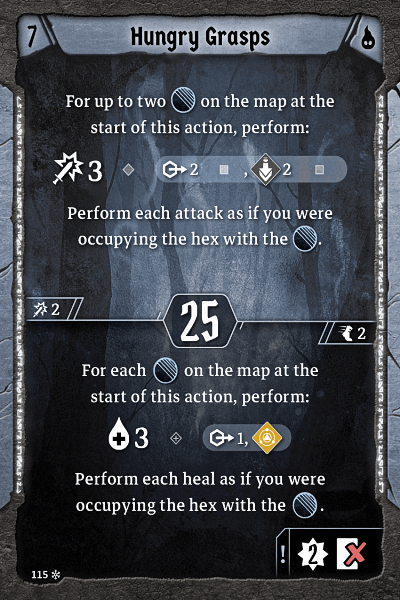 7 Hungry Grasps
For up to two on the map at the
start of this action, perform:
3 2 , 2
Perform each attack as if you were
occupying the hex with the .
2
25
2
For each on the map at the
start of this action, perform:
3 1,
Perform each heal as if you were
occupying the hex with the .
! 2
115